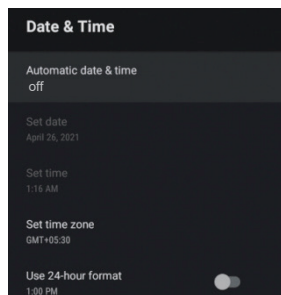 Date & Time
Automatic date & time
off
Set date
April 26, 2021
Set time
1:16 AM
Set time zone
GMT+05:30
Use 24-hour format
1:00 PM